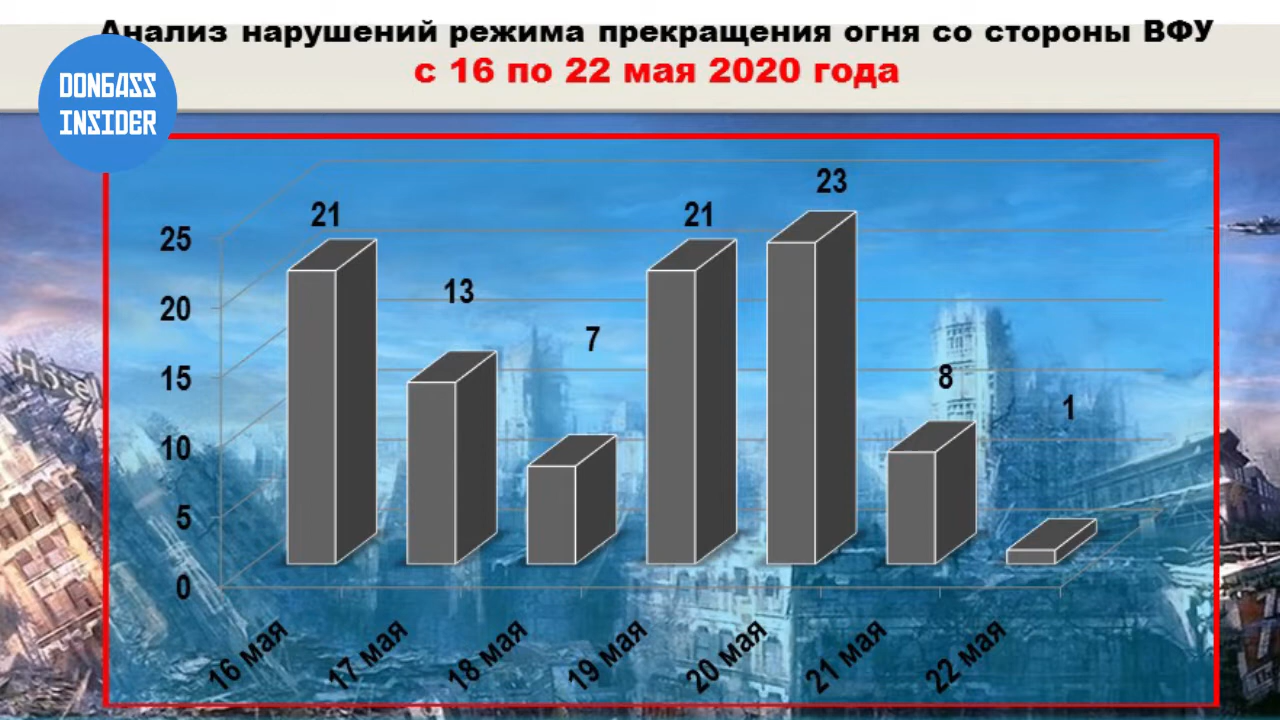 Анализ нарушений режима прекращения огня со стороны ВФУ
с 16 по 22 мая 2020 года
DONБASS
INSIDER
25
20
15
10
5
0
21
13
7
21
23
8
1
16 мая
17 мая
18 мая
19 мая
20 мая
21 мая
22 мая